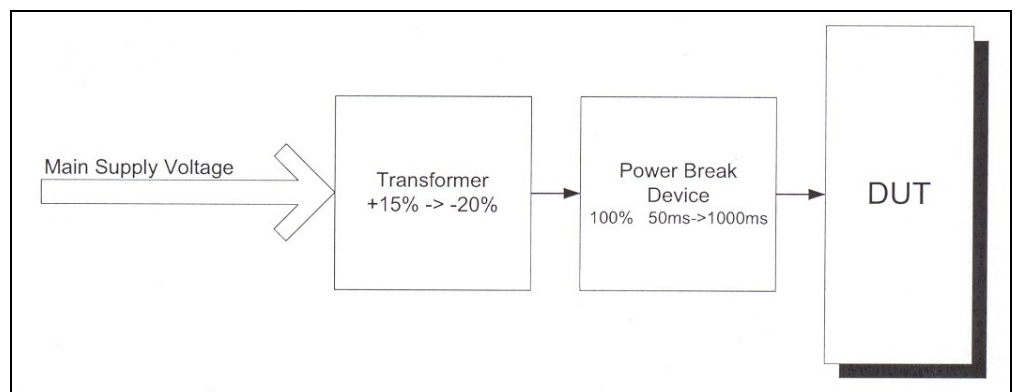 Main Supply Voltage
Transformer
+15% -> -20%
Power Break
Device
100% 50ms->1000ms
DUT